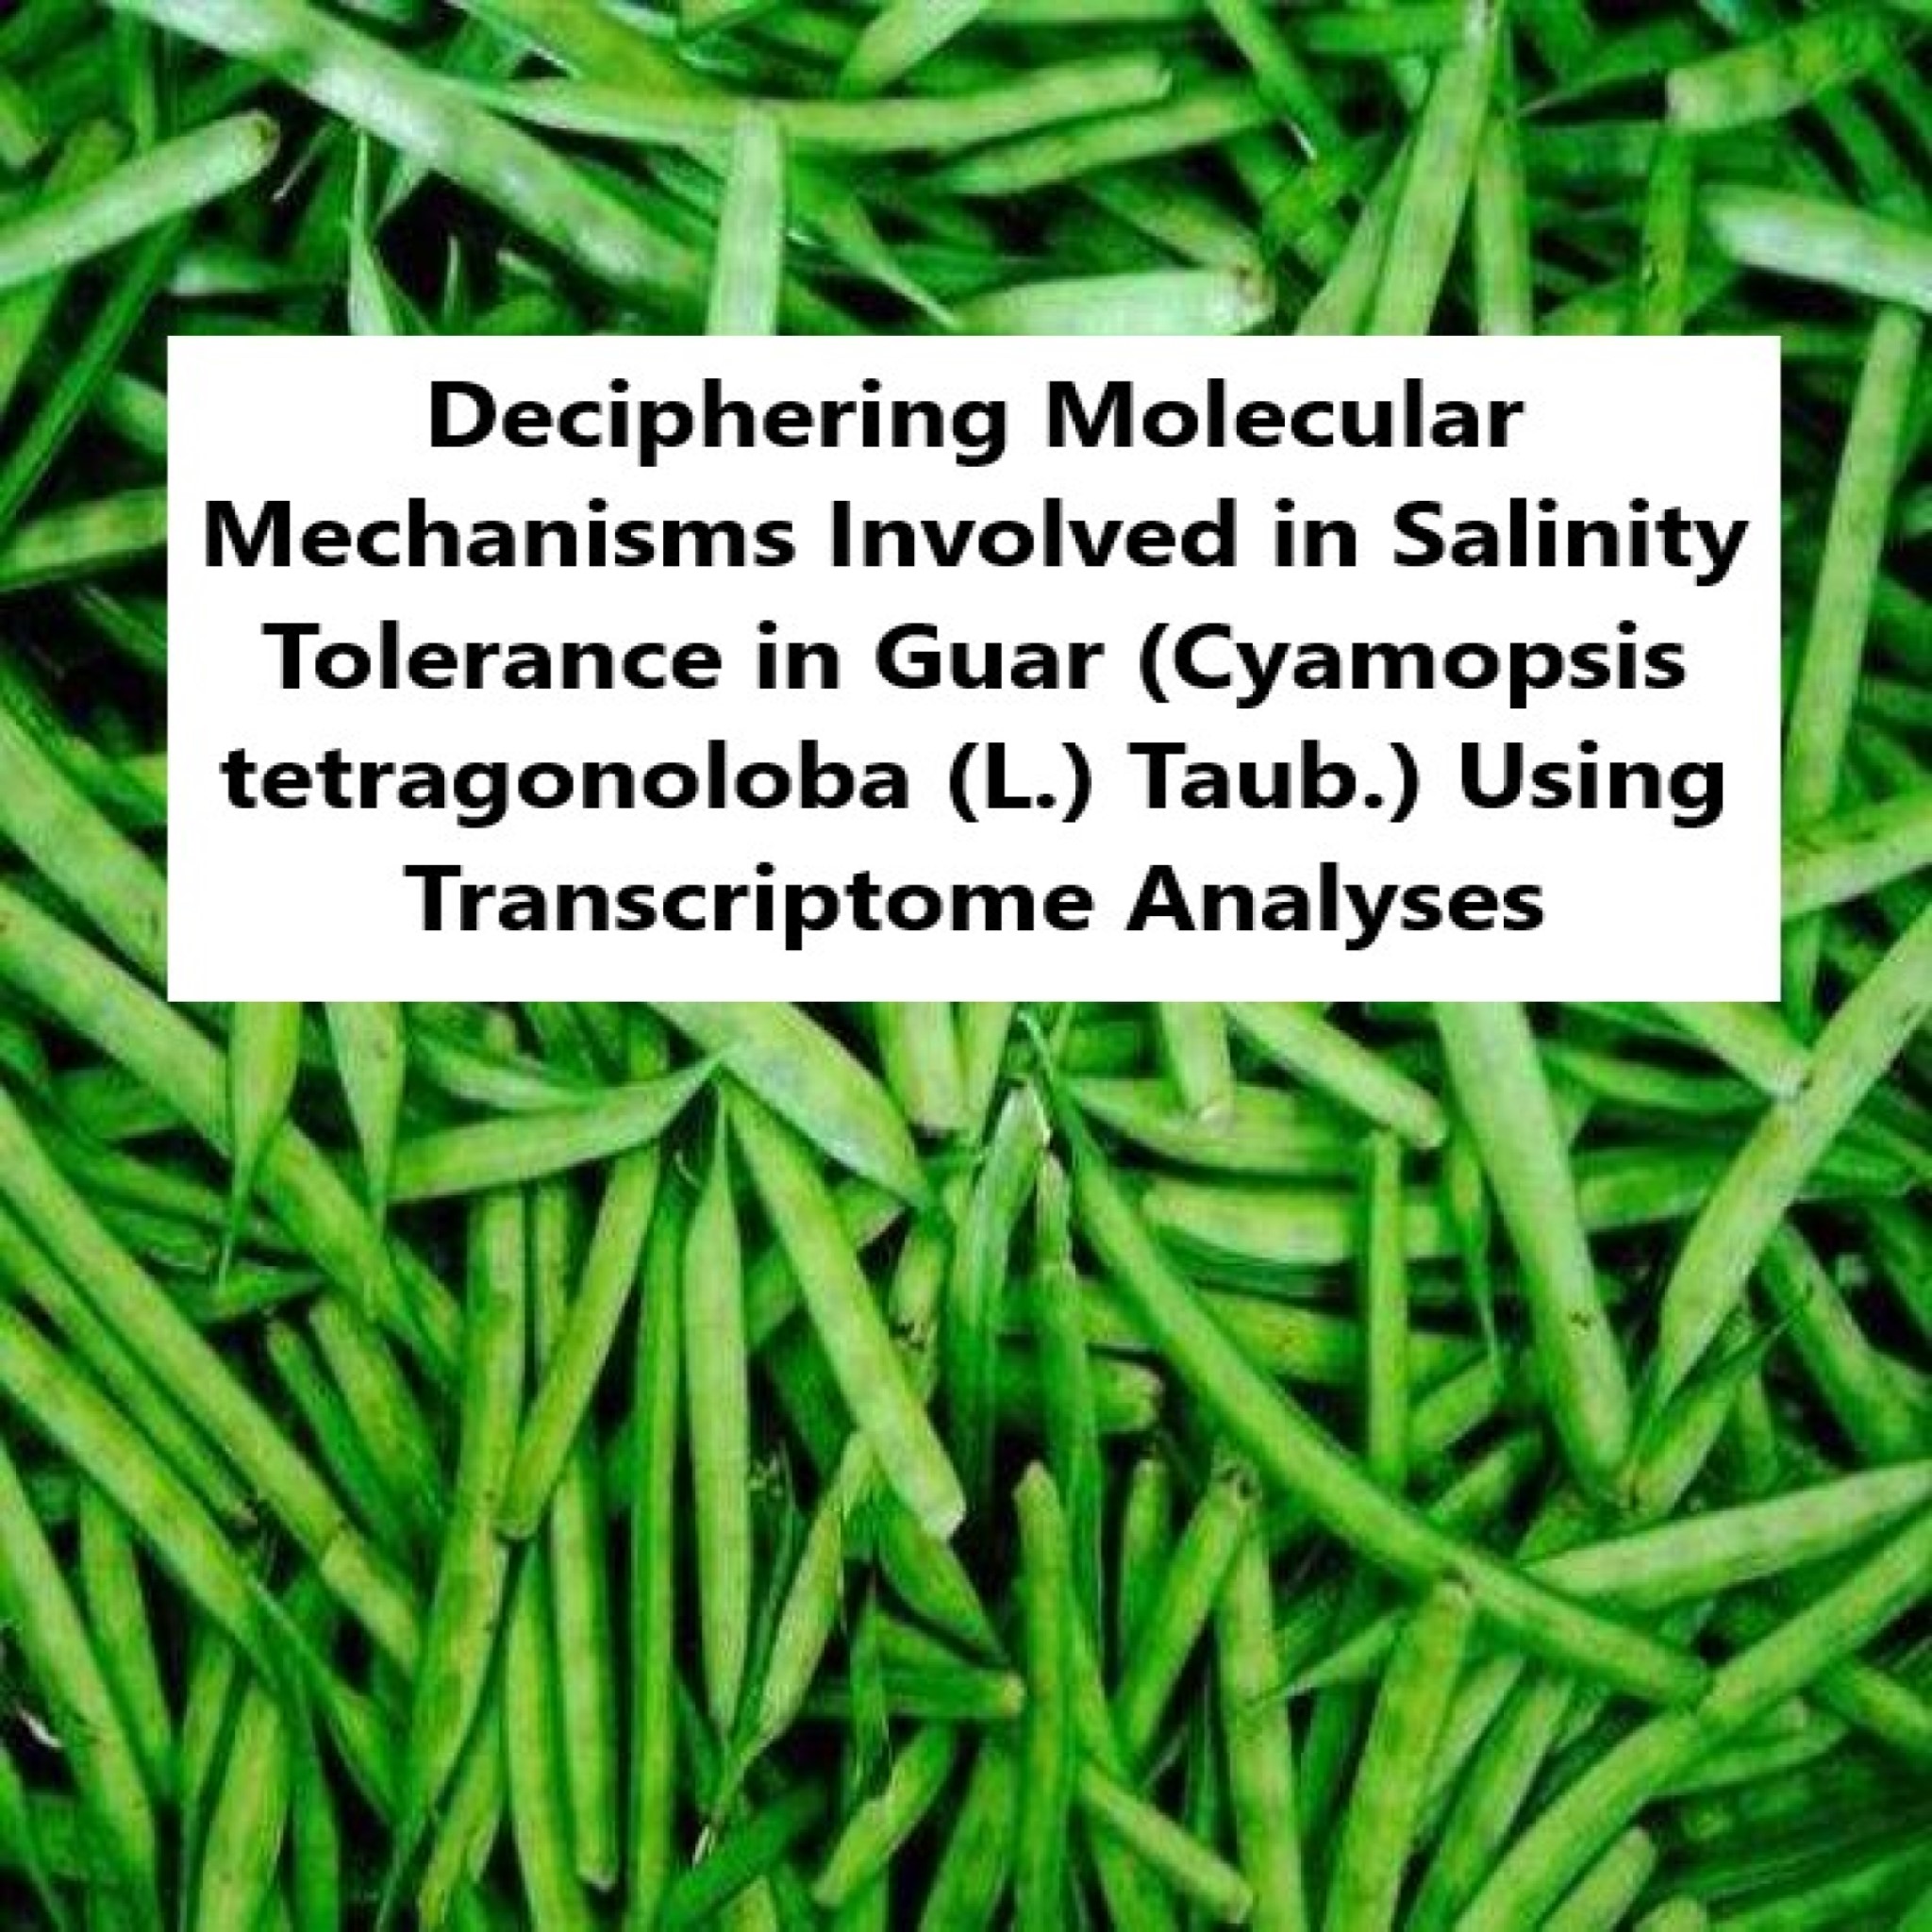 Deciphering Molecular
Mechanisms Involved in Salinity
Tolerance in Guar (Cyamopsis
tetragonoloba (L.) Taub.) Using
Transcriptome Analyses